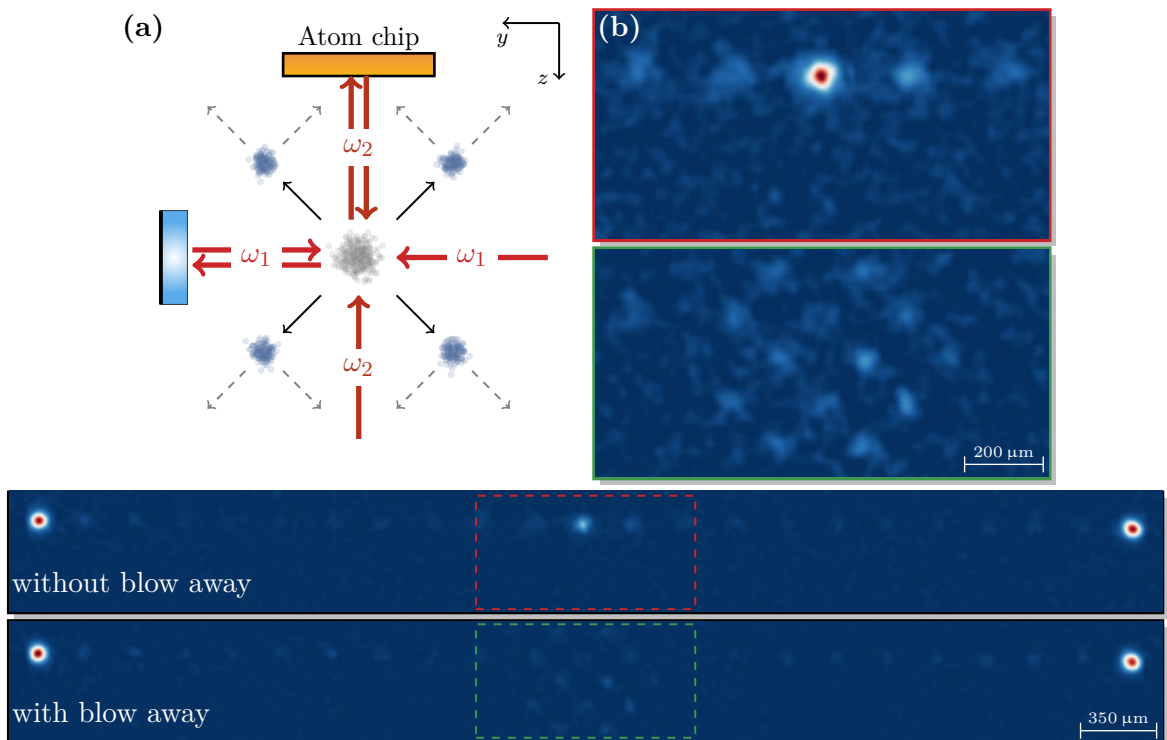 (a)
Atom chip
y
z
ω₂
ω₁
ω₁
ω₂
(b)
200 µm
without blow away
with blow away
350 µm